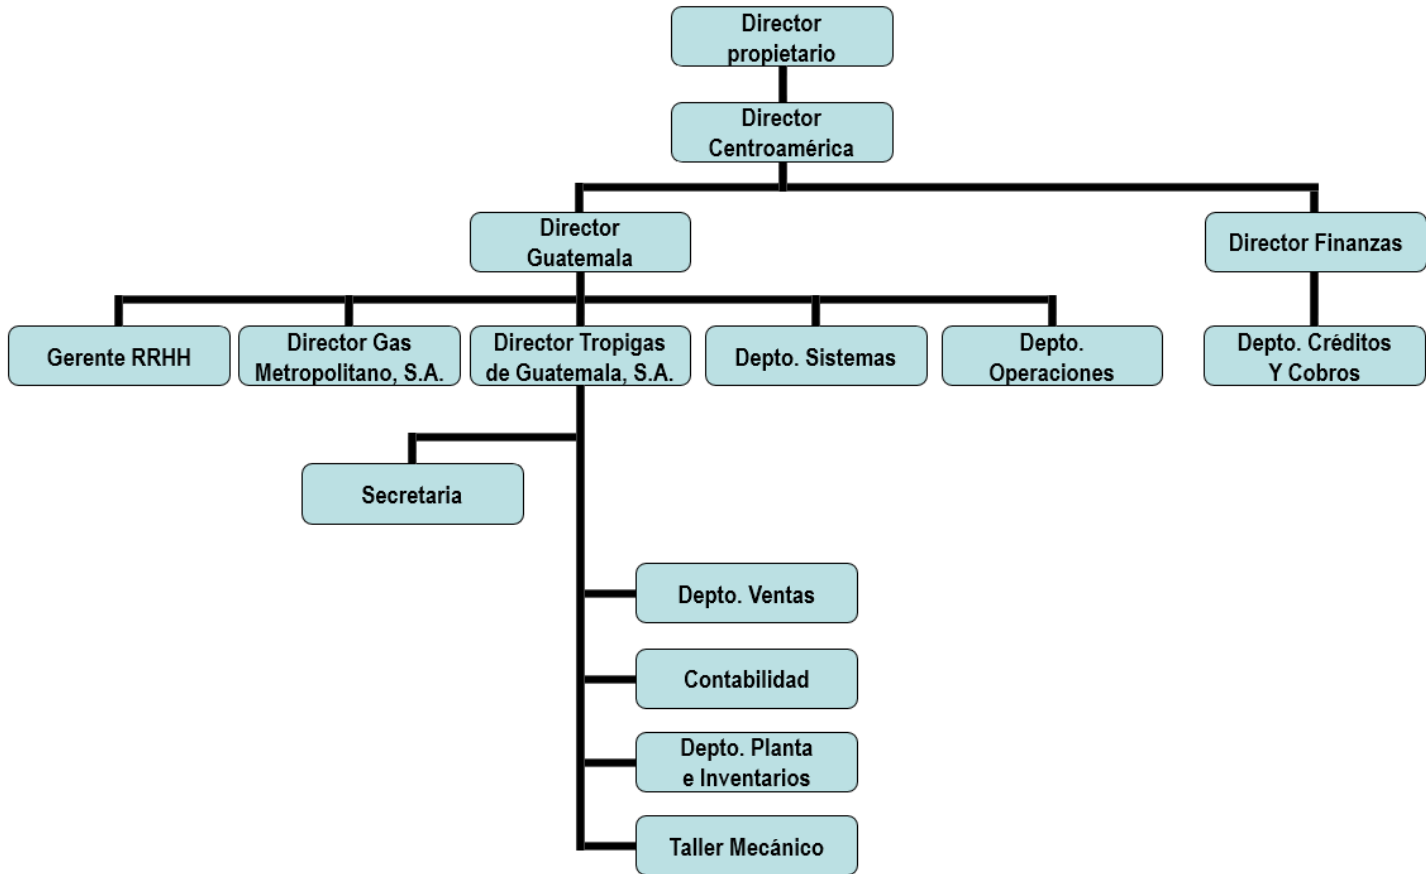 Director
propietario
Director
Centroamérica
Director
Guatemala
Director Finanzas
Gerente RRHH
Director Gas
Metropolitano, S.A.
Director Tropigas
de Guatemala, S.A.
Depto. Sistemas
Depto.
Operaciones
Depto. Créditos
Y Cobros
Secretaria
Depto. Ventas
Contabilidad
Depto. Planta
e Inventarios
Taller Mecánico